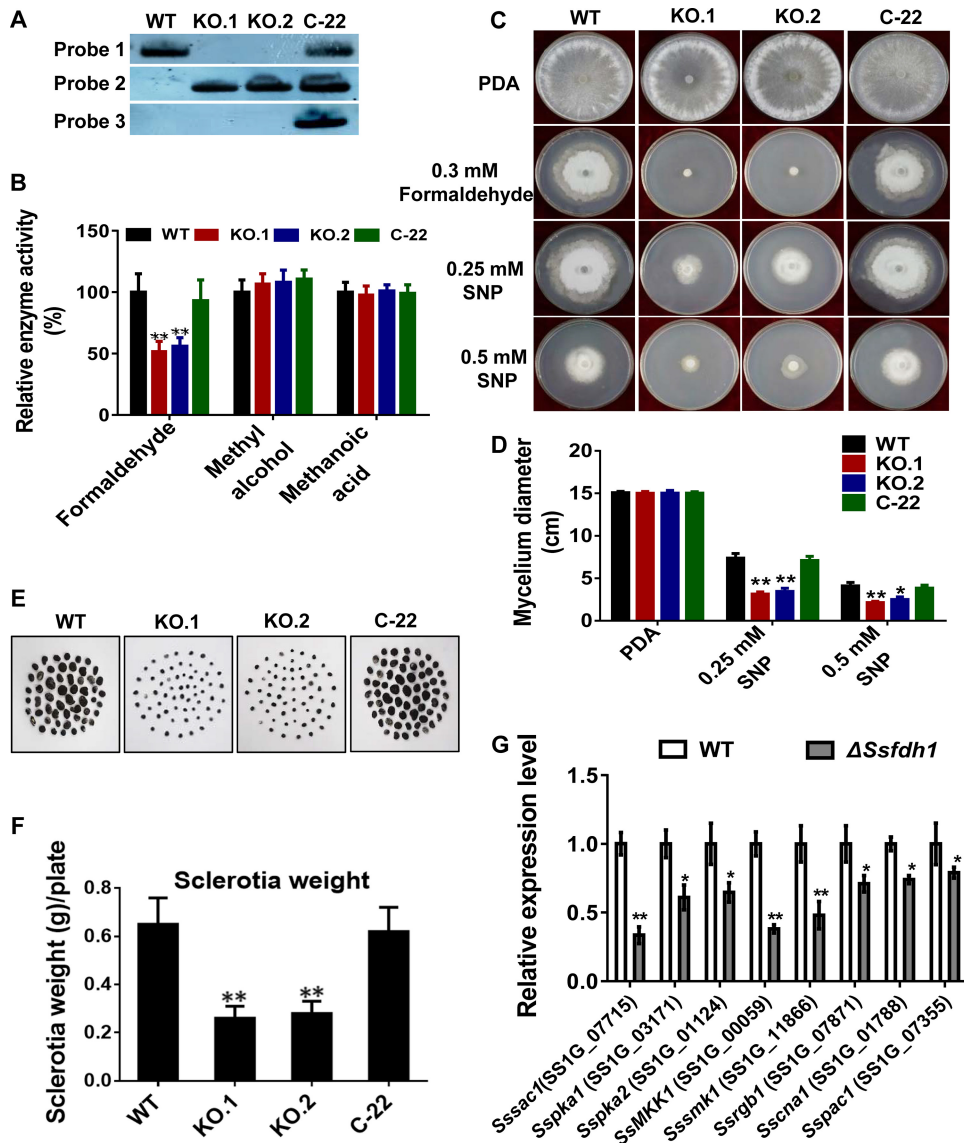 A
WT KO.1 KO.2 C-22
Probe 1
Probe 2
Probe 3
B
Relative enzyme activity (%)
150
100
50
0
WT KO.1 KO.2 C-22
** **
Formaldehyde
Methyl alcohol
Methanoic acid
C
WT KO.1 KO.2 C-22
PDA
0.3 mM Formaldehyde
0.25 mM SNP
0.5 mM SNP
D
Mycelium diameter (cm)
20
15
10
5
0
WT
KO.1
KO.2
C-22
** **
** *
PDA
0.25 mM SNP
0.5 mM SNP
E
WT KO.1 KO.2 C-22
F
Sclerotia weight
Sclerotia weight (g)/plate
0.8
0.6
0.4
0.2
0.0
** **
WT KO.1 KO.2 C-22
G
WT ΔSsfdh1
Relative expression level
1.5
1.0
0.5
0.0
** * * ** ** * * *
Sssac1(SS1G_07715)
Sspka1 (SS1G_03171)
Sspka2 (SS1G_01124)
SsMKK1 (SS1G_00059)
Sssmk1 (SS1G_11866)
Ssrgb1 (SS1G_07871)
Sscna1 (SS1G_01788)
Sspac1 (SS1G_07355)